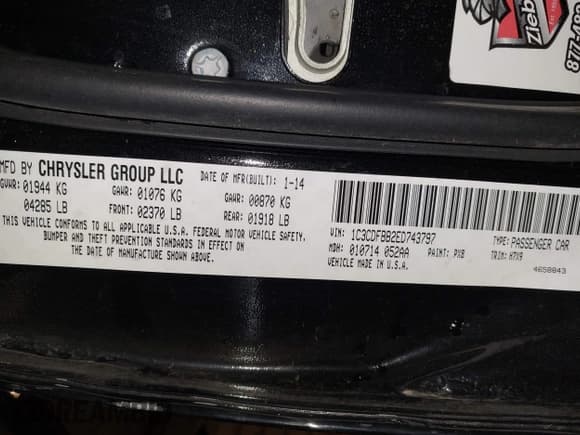 Zieb
877-49
MFD BY CHRYSLER GROUP LLC
DATE OF MFR(BUILT): 1-14
GVWR: 01944 KG
GAWR: 01076 KG
00870 KG
04285 LB
FRONT: 02370 LB
REAR: 01918 LB
THIS VEHICLE CONFORMS TO ALL APPLICABLE U.S.A. FEDERAL MOTOR VEHICLE SAFETY,
BUMPER AND THEFT PREVENTION STANDARDS IN EFFECT ON
THE DATE OF MANUFACTURE SHOWN ABOVE.
VIN: 1C3CDFBB2ED743797
TYPE: PASSENGER CAR
MDH: 010714 052AA
PAINT: PX8
TRIM: H7X9
VEHICLE MADE IN U.S.A.
4658843